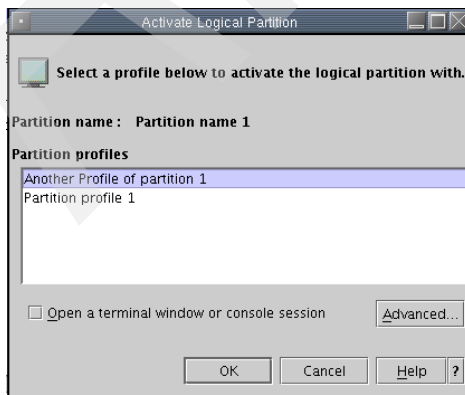 Activate Logical Partition
Select a profile below to activate the logical partition with.
Partition name : Partition name 1
Partition profiles
Another Profile of partition 1
Partition profile 1
Open a terminal window or console session
Advanced...
OK Cancel Help ?